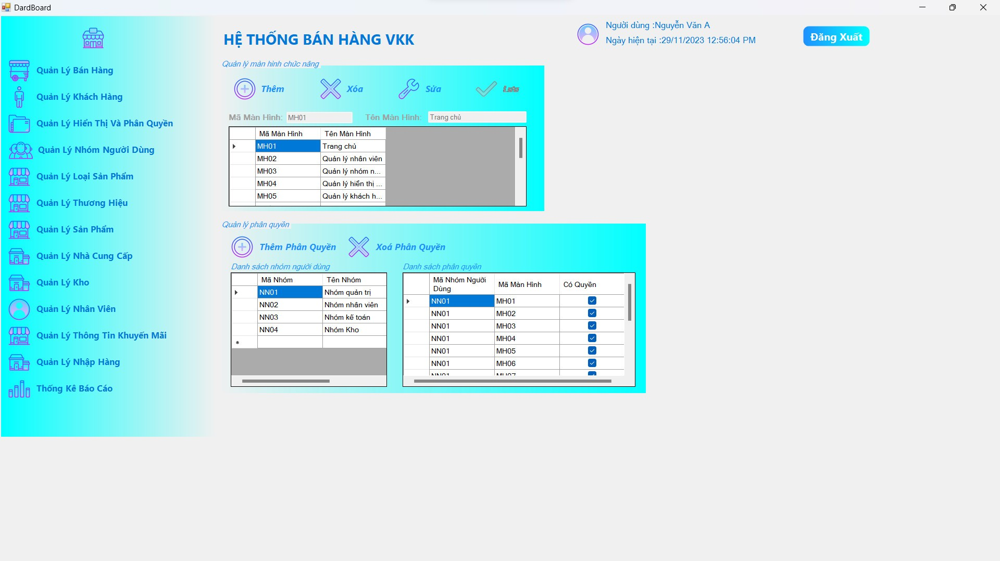 DardBoard
HỆ THỐNG BÁN HÀNG VKK
Người dùng :Nguyễn Văn A
Ngày hiện tại :29/11/2023 12:56:04 PM
Đăng Xuất
Quản Lý Bán Hàng
Quản Lý Khách Hàng
Quản Lý Hiển Thị Và Phân Quyền
Quản Lý Nhóm Người Dùng
Quản Lý Loại Sản Phẩm
Quản Lý Thương Hiệu
Quản Lý Sản Phẩm
Quản Lý Nhà Cung Cấp
Quản Lý Kho
Quản Lý Nhân Viên
Quản Lý Thông Tin Khuyến Mãi
Quản Lý Nhập Hàng
Thống Kê Báo Cáo
Quản lý màn hình chức năng
Thêm Xóa Sửa Lưu
Mã Màn Hình: MH01 Tên Màn Hình: Trang chủ
Mã Màn Hình Tên Màn Hình
MH01 Trang chủ
MH02 Quản lý nhân viên
MH03 Quản lý nhóm n...
MH04 Quản lý hiển thị ...
MH05 Quản lý khách h...
Quản lý phân quyền
Thêm Phân Quyền Xoá Phân Quyền
Danh sách nhóm người dùng
Mã Nhóm Tên Nhóm
NN01 Nhóm quản trị
NN02 Nhóm nhân viên
NN03 Nhóm kế toán
NN04 Nhóm Kho
Danh sách phân quyền
Mã Nhóm Người
Dùng Mã Màn Hình Có Quyền
NN01 MH01
NN01 MH02
NN01 MH03
NN01 MH04
NN01 MH05
NN01 MH06
NN01 MH07